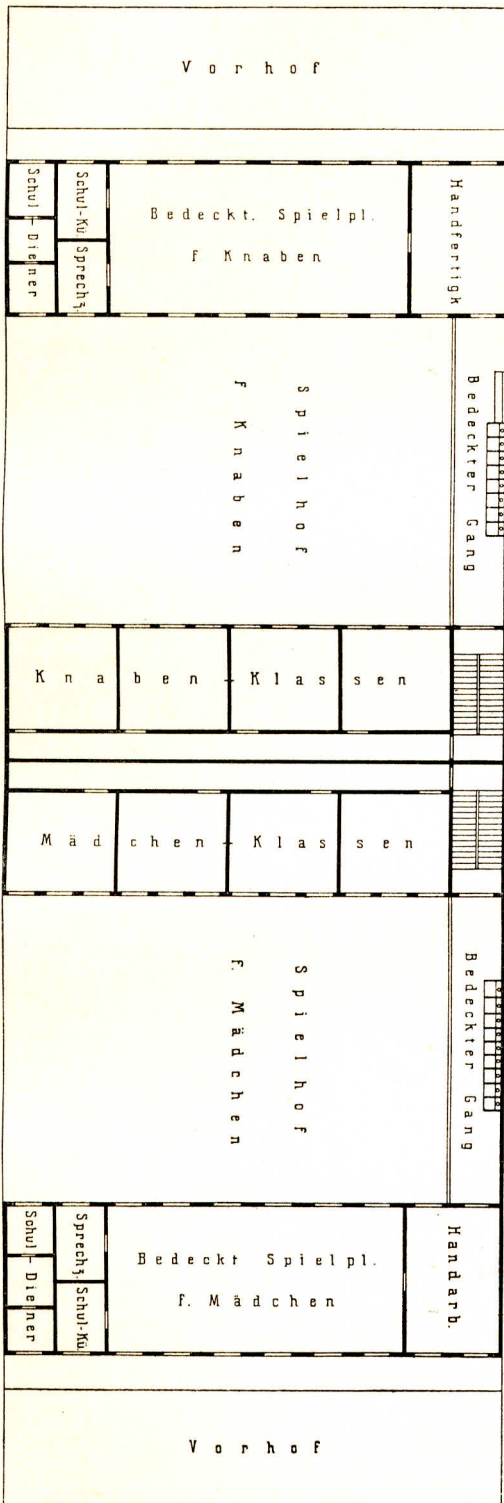 Vorhof
Schul-Diener
Schul-Kü.
Sprechz.
Bedeckt. Spielpl.
f Knaben
Handfertigk
Spielhof
f Knaben
Bedeckter Gang
Knaben-Klassen
Mädchen-Klassen
Spielhof
f. Mädchen
Bedeckter Gang
Schul-Diener
Sprechz.
Schul-Kü
Bedeckt Spielpl.
f. Mädchen
Handarb.
Vorhof